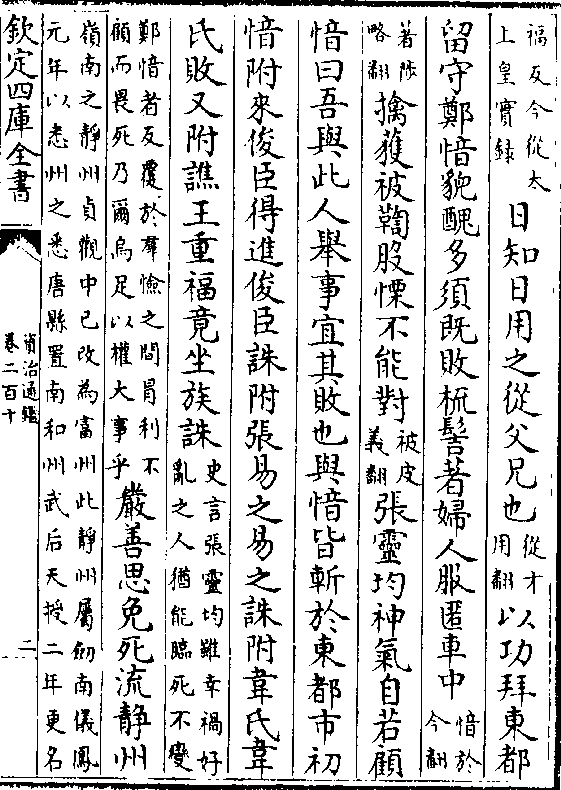 福反今從太
上皇實錄
日知日用之從父兄也
從才
用翻
以功拜東都
留守鄭愔貌醜多須既敗梳髻著婦人服匿車中
愔於
今翻
著陟
略翻
擒獲被鞫股慄不能對
被皮
義翻
張靈均神氣自若顧
愔曰吾與此人舉事宜其敗也與愔皆斬於東都市初
愔附來俊臣得進俊臣誅附張易之易之誅附韋氏韋
氏敗又附譙王重福竟坐族誅
史言張靈均雖幸禍好
亂之人猶能臨死不變
鄭愔者反覆於羣憸之間冐利不
顧而畏死乃爾烏足以權大事乎
嚴善思免死流静州
嶺南之静州貞觀中已改為富州此静州屬劒南儀鳳
元年以悉州之悉唐縣置南和州武后天授二年更名
欽定四庫全書
資治通鑑
卷二百十
二